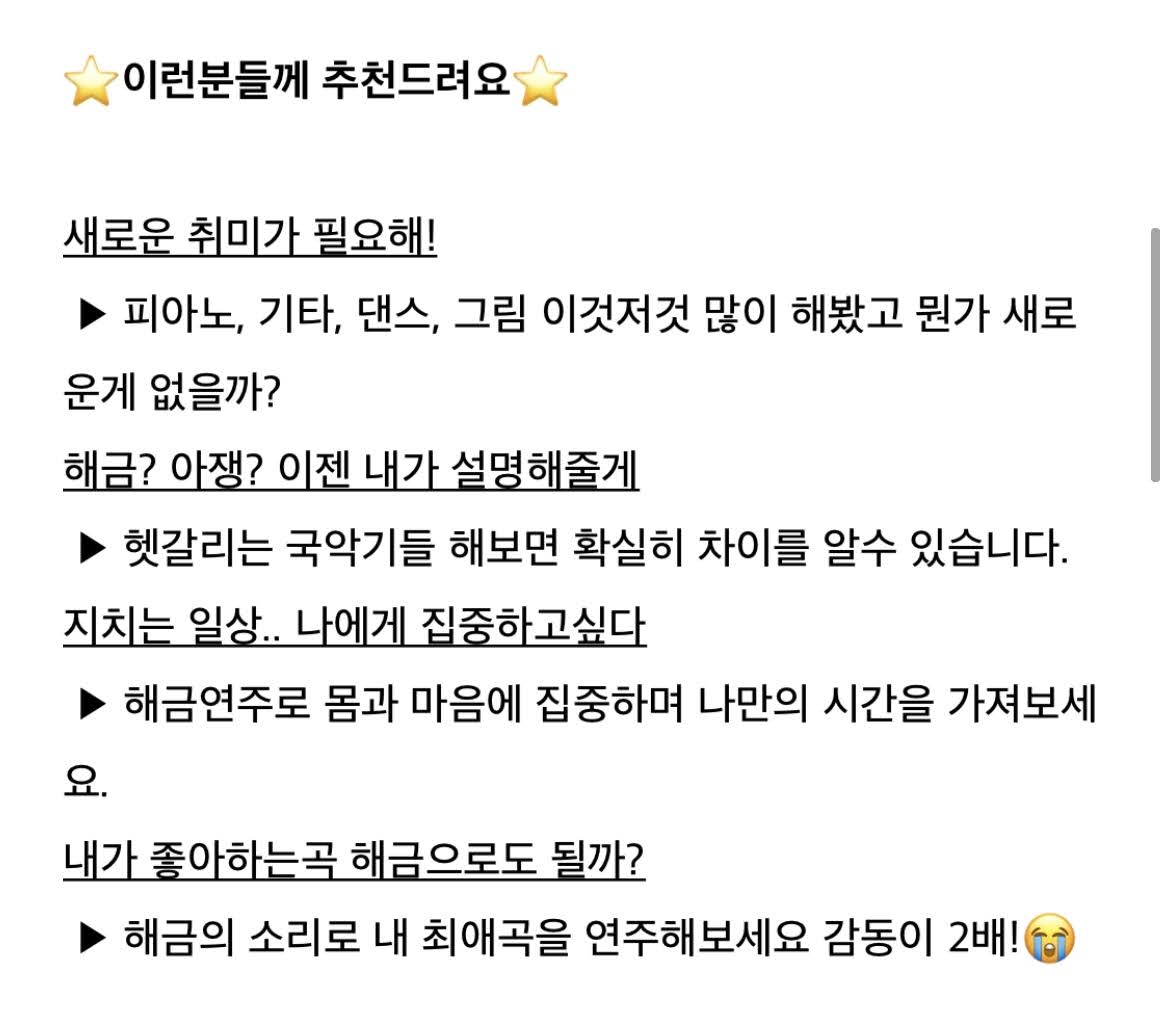 ⭐이런분들께 추천드려요⭐
새로운 취미가 필요해!
▶ 피아노, 기타, 댄스, 그림 이것저것 많이 해봤고 뭔가 새로
운게 없을까?
해금? 아쟁? 이젠 내가 설명해줄게
▶ 헷갈리는 국악기들 해보면 확실히 차이를 알수 있습니다.
지치는 일상.. 나에게 집중하고싶다
▶ 해금연주로 몸과 마음에 집중하며 나만의 시간을 가져보세
요.
내가 좋아하는곡 해금으로도 될까?
▶ 해금의 소리로 내 최애곡을 연주해보세요 감동이 2배!😭